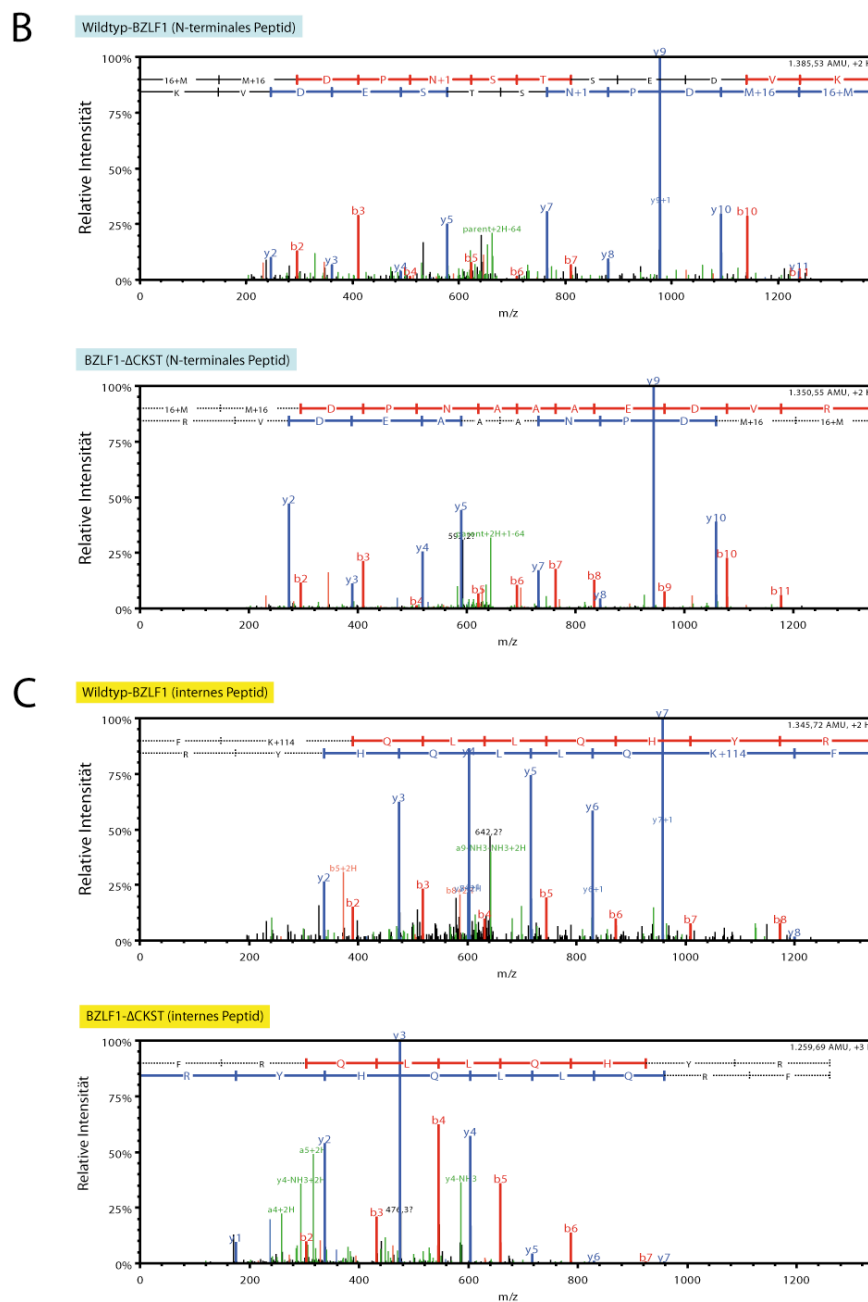 B
Wildtyp-BZLF1 (N-terminales Peptid)
y9
100%
1.385,53 AMU, +2 H
16+M M+16 D P N+1 S T S E D V K
K V D E S T S N+1 P D M+16 16+M
75%
Relative Intensität
50%
y9+1
b3 y7 y10 b10
25% y5 parent+2H-64
b2
y2 y3 y4 b4 b5 b6 b7 y8 y11
0%
0 200 400 600 800 1000 1200
m/z
BZLF1-ΔCKST (N-terminales Peptid)
y9
100%
1.350,55 AMU, +2 H
16+M M+16 D P N A A A E D V R
R V D E A A A N P D M+16 16+M
75%
Relative Intensität
50%
y2 y5 y10
parent+2H+1-64
25% b3 y4 y7 b7 b10
b2 y3 b4 b5 b6 b8 y8 b9 b11
0%
0 200 400 600 800 1000 1200
m/z
C
Wildtyp-BZLF1 (internes Peptid)
y7
100%
1.345,72 AMU, +2 H
F K+114 Q L L Q H Y R
R Y H Q L L Q K+114 F
75% y5
Relative Intensität
y3 y6
y7+1
50% 642,2?
a9-NH3-NH3+2H
b5+2H
25% y2 b3 y6+1
b2 b5 b6 b7 b8 y8
0%
0 200 400 600 800 1000 1200
m/z
BZLF1-ΔCKST (internes Peptid)
y3
100%
1.259,69 AMU, +3 H
F R Q L L Q H Y R
R Y H Q L L Q R F
75%
Relative Intensität
b4
y2 y4
50% a5+2H
y4-NH3+2H y4-NH3 b5
25% a4+2H 476,3?
y1 b2 b3 b6
y5 y6 b7 y7
0%
0 200 400 600 800 1000 1200
m/z